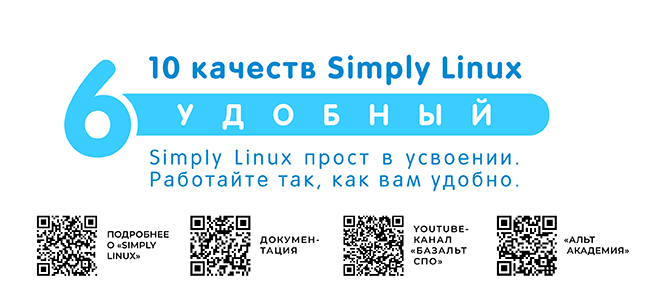 10 качеств Simply Linux
6
УДОБНЫЙ
Simply Linux прост в усвоении.
Работайте так, как вам удобно.
ПОДРОБНЕЕ
О «SIMPLY
LINUX»
ДОКУМЕН-
ТАЦИЯ
YOUTUBE-
КАНАЛ
«БАЗАЛЬТ
СПО»
«АЛЬТ
АКАДЕМИЯ»